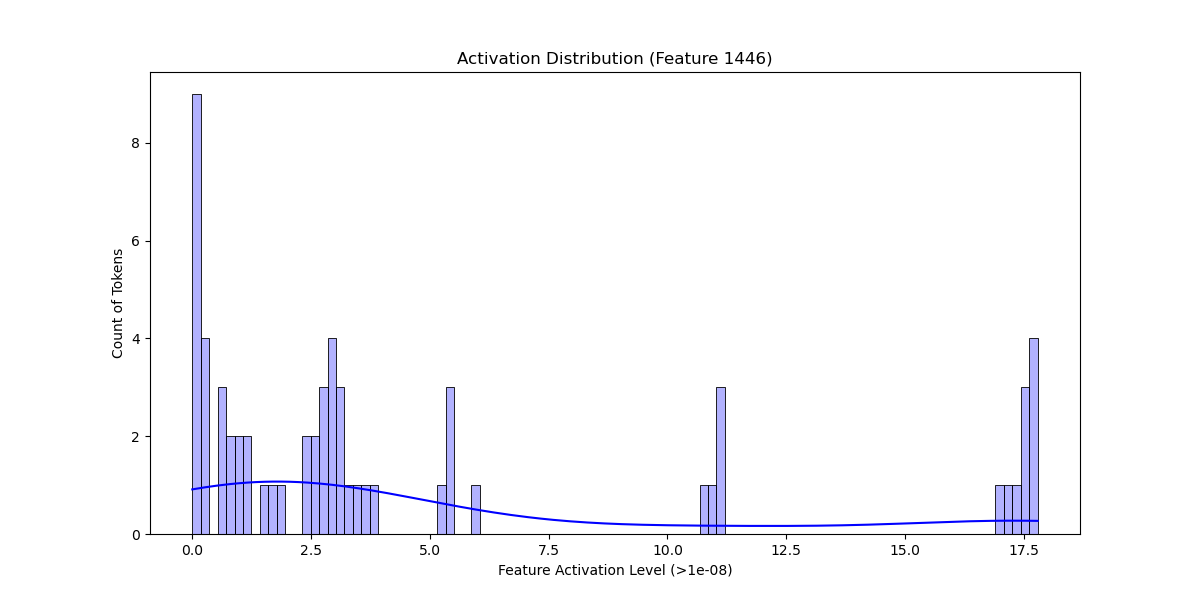 Activation Distribution (Feature 1446)
Count of Tokens
8
6
4
2
0
0.0 2.5 5.0 7.5 10.0 12.5 15.0 17.5
Feature Activation Level (>1e-08)